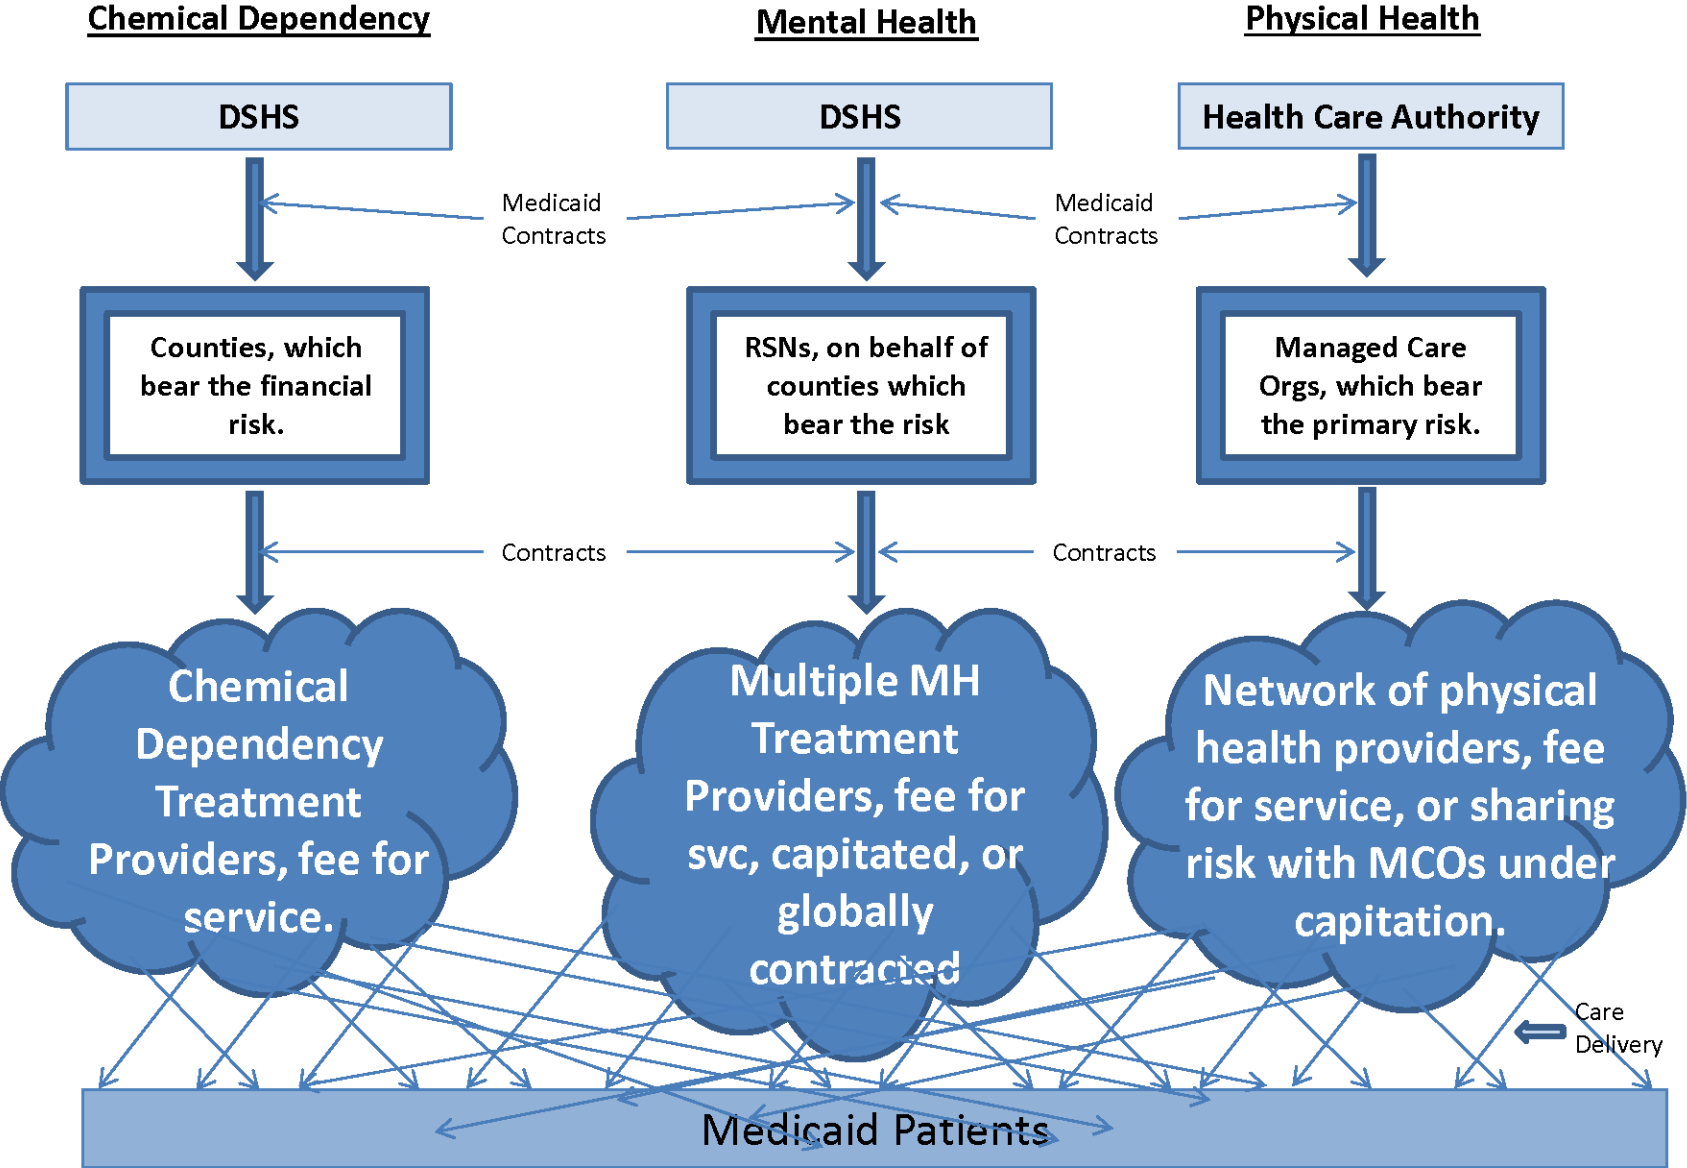 Chemical Dependency
Mental Health
Physical Health
DSHS
DSHS
Health Care Authority
Medicaid
Contracts
Medicaid
Contracts
Counties, which
bear the financial
risk.
RSNs, on behalf of
counties which
bear the risk
Managed Care
Orgs, which bear
the primary risk.
Contracts
Contracts
Chemical
Dependency
Treatment
Providers, fee for
service.
Multiple MH
Treatment
Providers, fee for
svc, capitated, or
globally
contracted
Network of physical
health providers, fee
for service, or sharing
risk with MCOs under
capitation.
Care
Delivery
Medicaid Patients